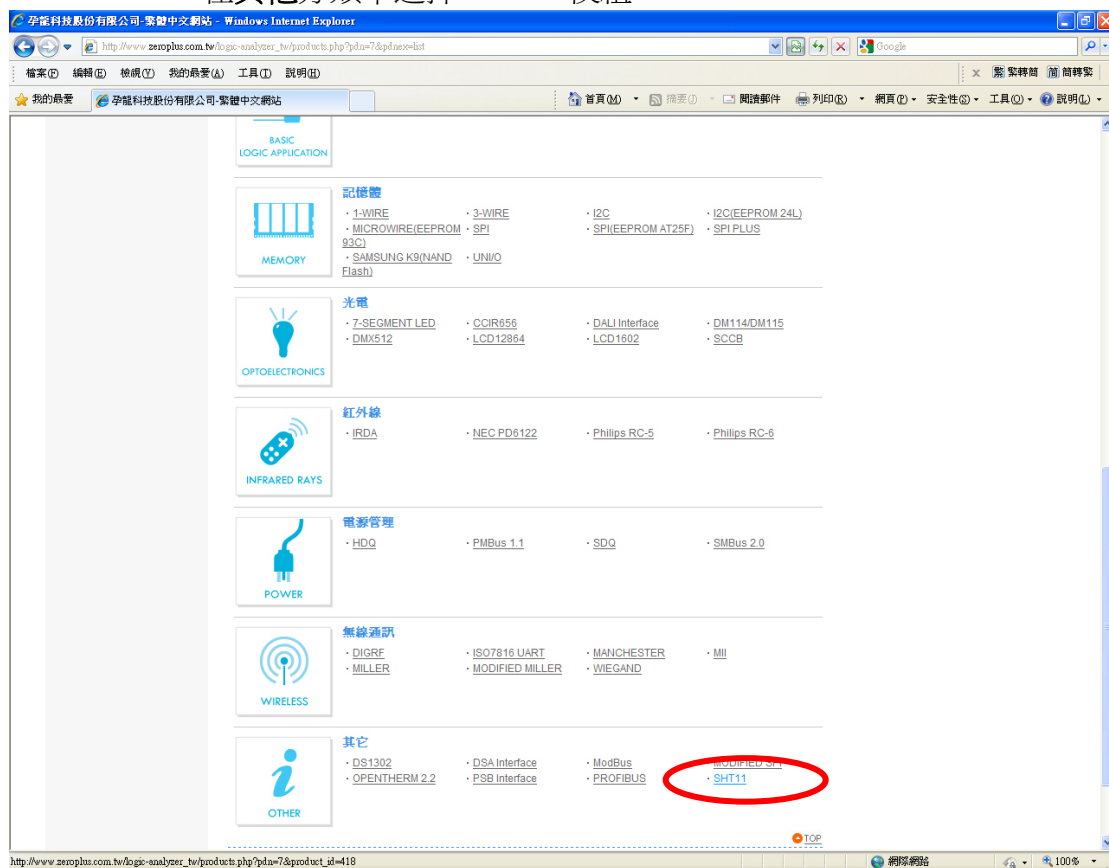 孕龍科技股份有限公司-繁體中文網站 - Windows Internet Explorer
http://www.zeroplus.com.tw/logic-analyzer_tw/products.php?pdn=7&pdnex=list
Google
檔案(F) 編輯(E) 檢視(V) 我的最愛(A) 工具(T) 說明(H)
x 繁 繁轉簡 簡 簡轉繁
我的最愛 孕龍科技股份有限公司-繁體中文網站
首頁(M) 摘要(J) 閱讀郵件 列印(R) 網頁(P) 安全性(S) 工具(O) 說明(L)
BASIC
LOGIC APPLICATION
記憶體
· 1-WIRE · 3-WIRE · I2C · I2C(EEPROM 24L)
· MICROWIRE(EEPROM 93C) · SPI · SPI(EEPROM AT25F) · SPI PLUS
· SAMSUNG K9(NAND Flash) · UNI/O
MEMORY
光電
· 7-SEGMENT LED · CCIR656 · DALI Interface · DM114/DM115
· DMX512 · LCD12864 · LCD1602 · SCCB
OPTOELECTRONICS
紅外線
· IRDA · NEC PD6122 · Philips RC-5 · Philips RC-6
INFRARED RAYS
電源管理
· HDQ · PMBus 1.1 · SDQ · SMBus 2.0
POWER
無線通訊
· DIGRF · ISO7816 UART · MANCHESTER · MII
· MILLER · MODIFIED MILLER · WIEGAND
WIRELESS
其它
· DS1302 · DSA Interface · ModBus · MODIFIED SPI
· OPENTHERM 2.2 · PSB Interface · PROFIBUS · SHT11
OTHER
TOP
http://www.zeroplus.com.tw/logic-analyzer_tw/products.php?pdn=7&product_id=418
網際網路 100%